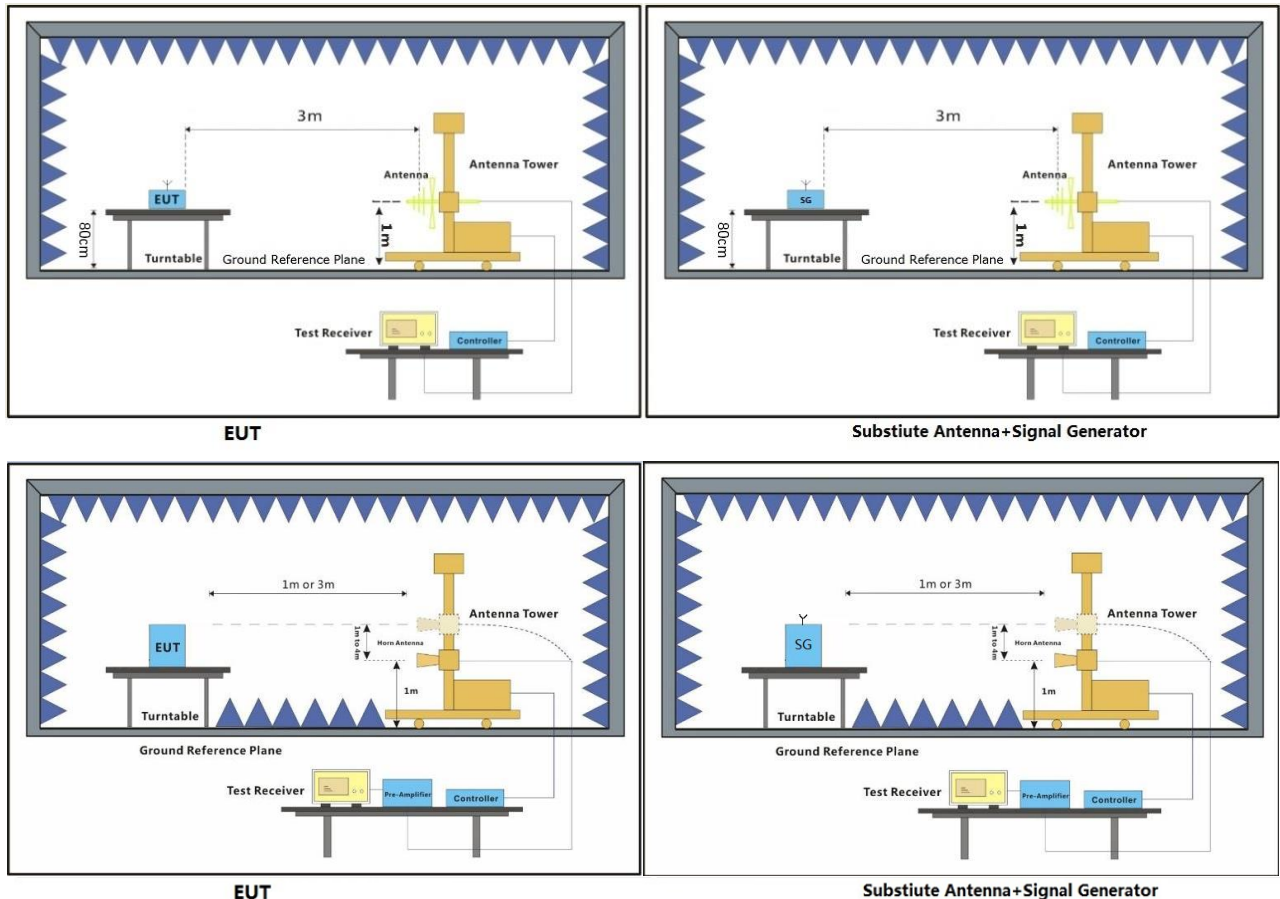 3m
Antenna Tower
Antenna
EUT
80cm
1m
Turntable
Ground Reference Plane
Test Receiver
Controller
EUT
3m
Antenna Tower
Antenna
SG
80cm
1m
Turntable
Ground Reference Plane
Test Receiver
Controller
Substiute Antenna+Signal Generator
1m or 3m
Antenna Tower
1m to 4m
Horn Antenna
EUT
1m
Turntable
Ground Reference Plane
Test Receiver
Pre-Amplifier
Controller
EUT
1m or 3m
Antenna Tower
1m to 4m
Horn Antenna
SG
1m
Turntable
Ground Reference Plane
Test Receiver
Pre-Amplifier
Controller
Substiute Antenna+Signal Generator